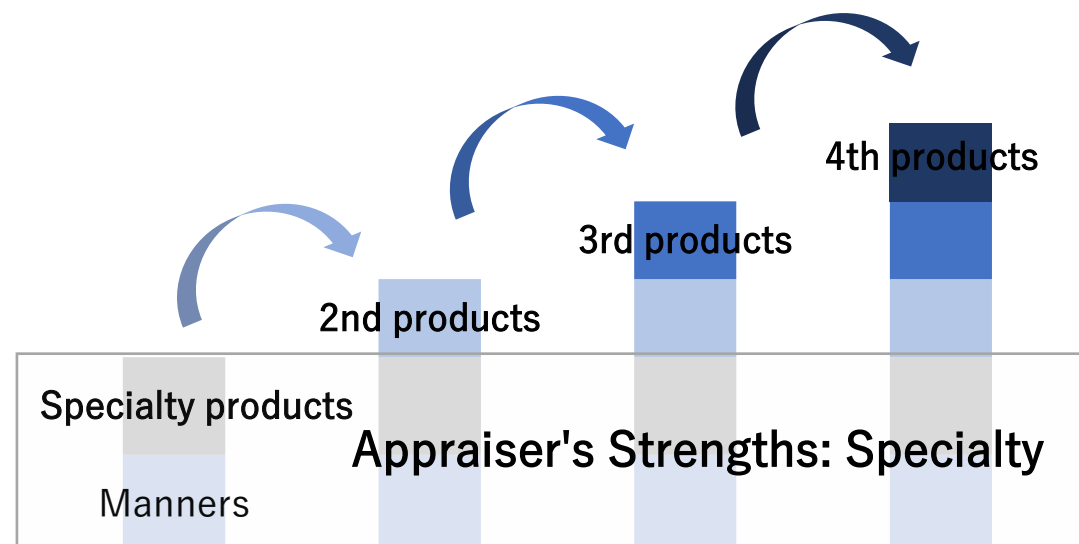 4th products
3rd products
2nd products
Specialty products
Appraiser's Strengths: Specialty
Manners